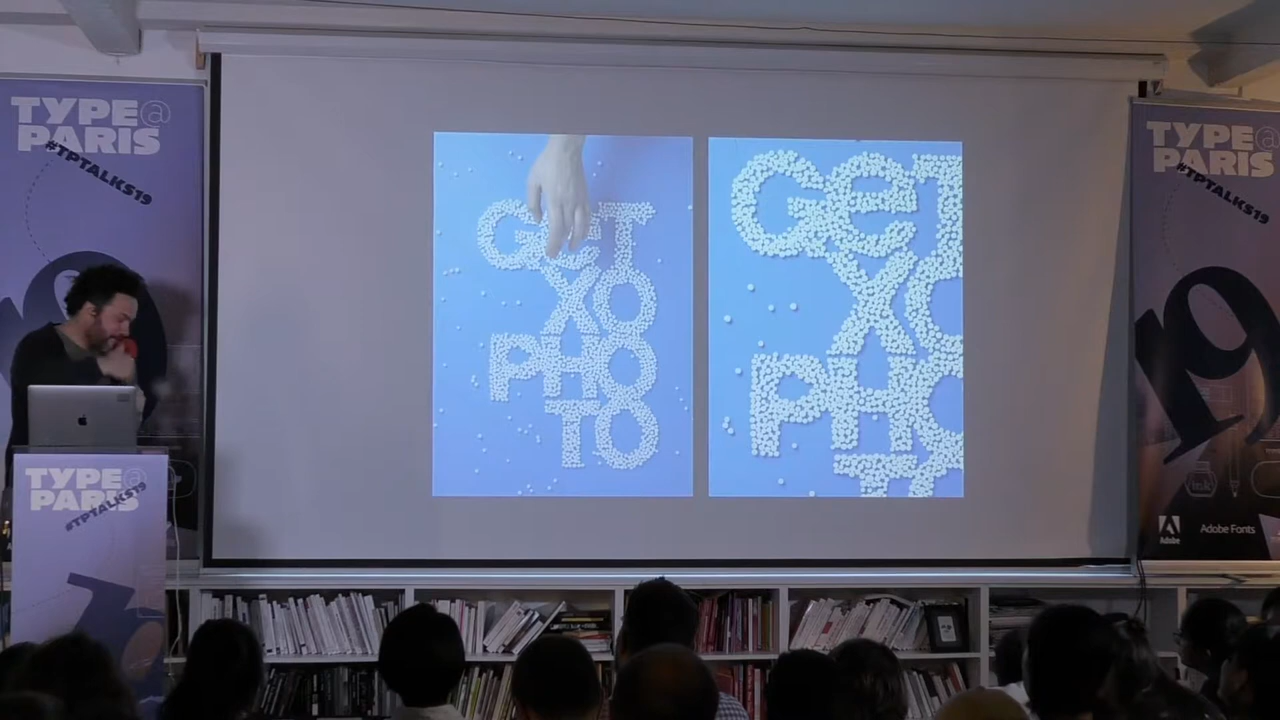 TYPE@
PARIS
#TPTALKS19
TYPE@
PARIS
#TPTALKS19
GeT
XO
PHO
TO
GeT
XO
PHO
TYPE@
PARIS
#TPTALKS19
ink
Adobe
Adobe Fonts